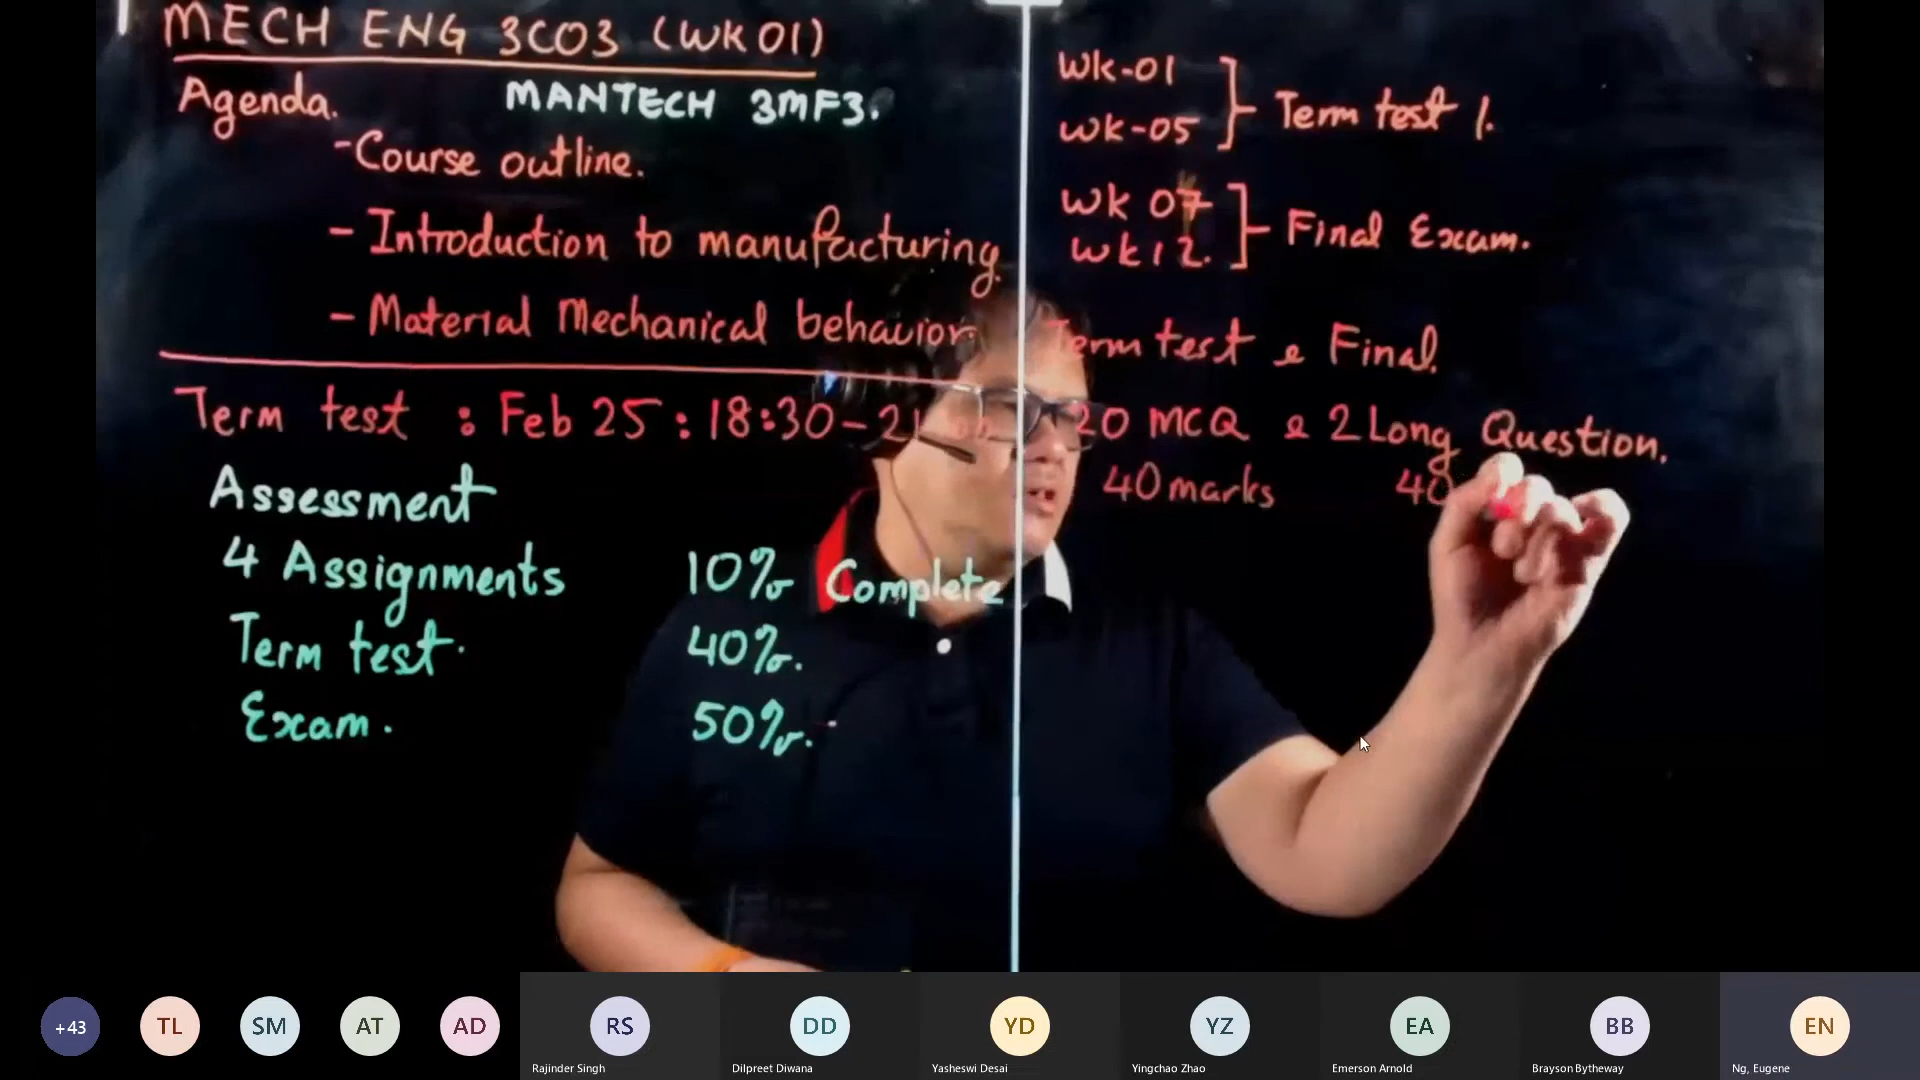 MECH ENG 3CO3 (WK 01)
Agenda. MANTECH 3MF3.
- Course outline.
- Introduction to manufacturing.
- Material Mechanical behavior.
Term test : Feb 25 : 18:30 - 21
Assessment
4 Assignments 10% Complete
Term test. 40%.
Exam. 50%.
Wk-01
Wk-05 Term test 1.
Wk 07
Wk 12. Final Exam.
Term test & Final.
20 MCQ & 2 Long Question.
40 marks 40
+43 TL SM AT AD RS DD YD YZ EA BB EN
Rajinder Singh Dilpreet Diwana Yasheswi Desai Yingchao Zhao Emerson Arnold Brayson Bytheway Ng, Eugene